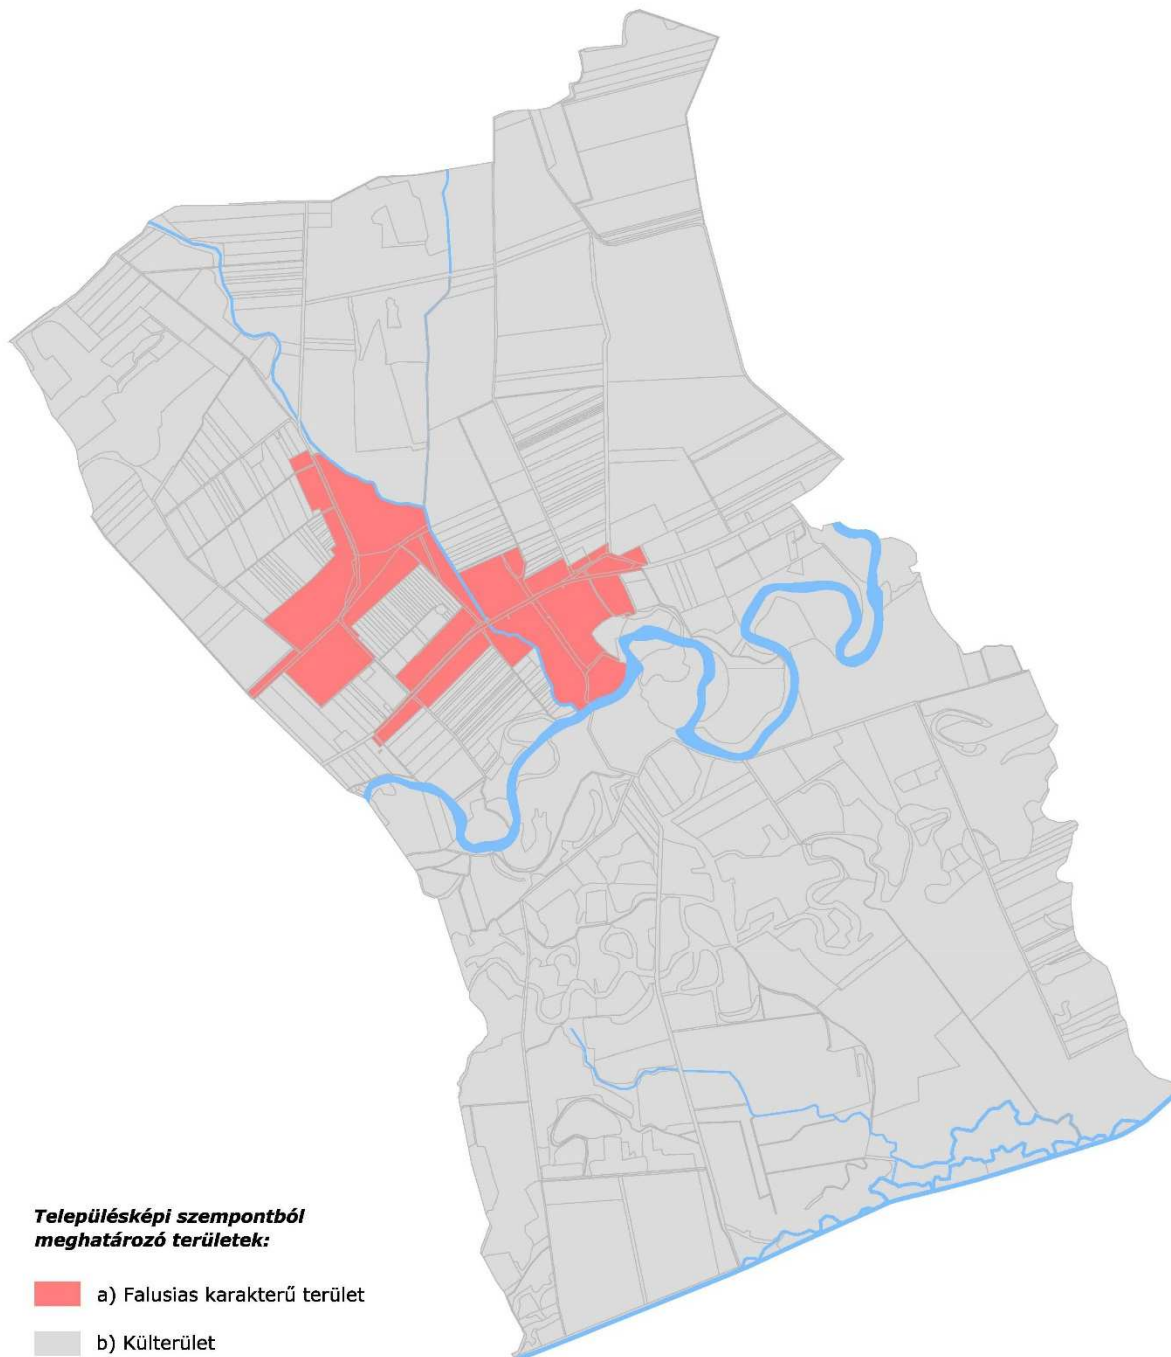 Településképi szempontból
meghatározó területek:
a) Falusias karakterű terület
b) Külterület